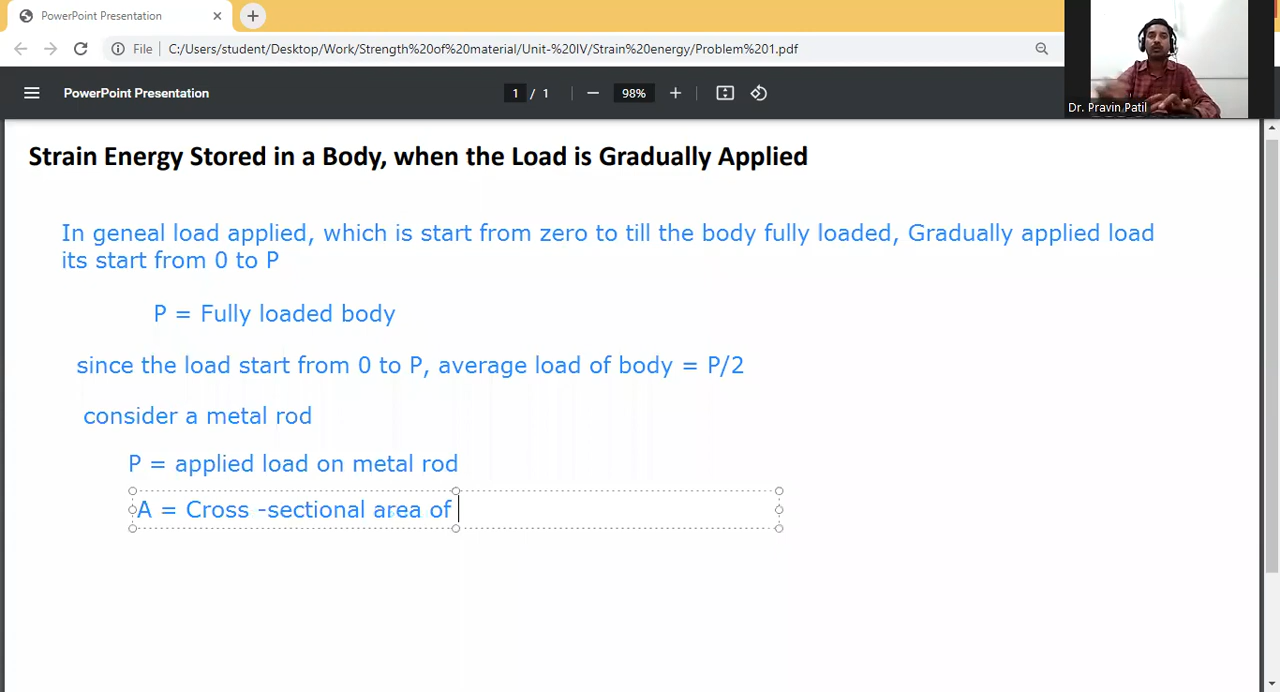 PowerPoint Presentation
File
C:/Users/student/Desktop/Work/Strength%20of%20material/Unit-%20IV/Strain%20energy/Problem%201.pdf
Dr. Pravin Patil
PowerPoint Presentation
1 / 1
98%
Strain Energy Stored in a Body, when the Load is Gradually Applied
In geneal load applied, which is start from zero to till the body fully loaded, Gradually applied load
its start from 0 to P
P = Fully loaded body
since the load start from 0 to P, average load of body = P/2
consider a metal rod
P = applied load on metal rod
A = Cross -sectional area of